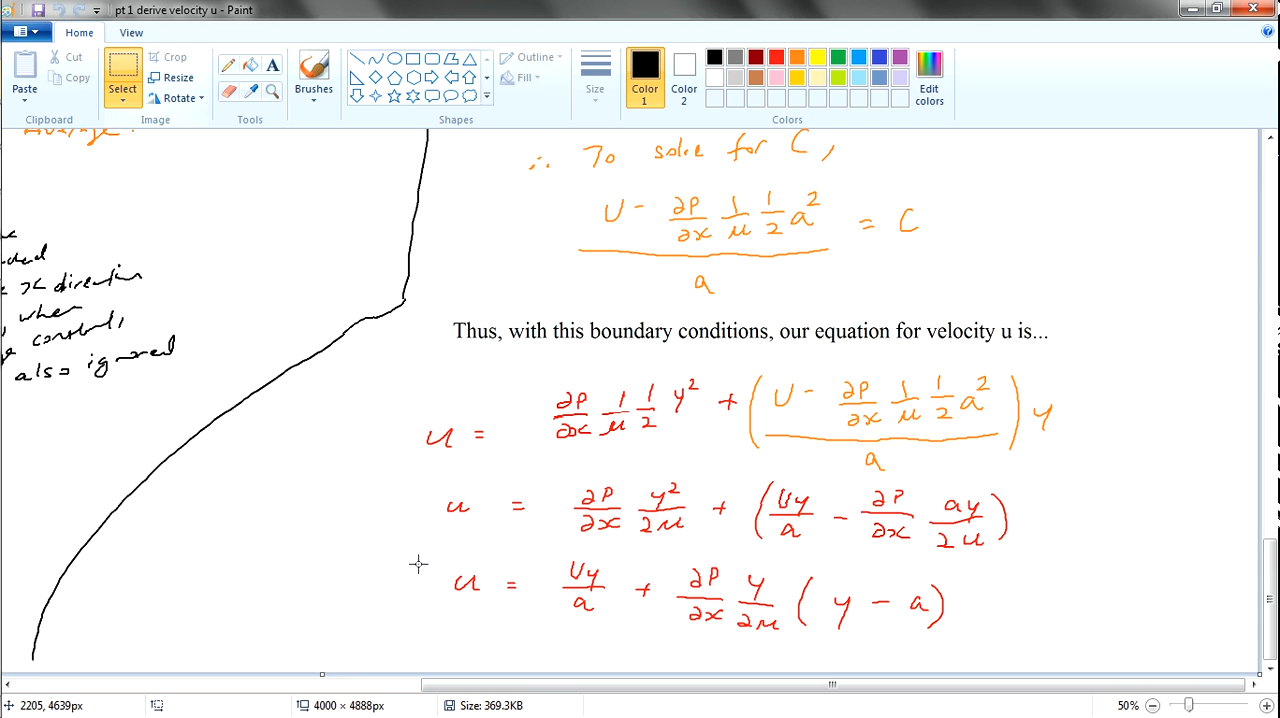 pt 1 derive velocity u - Paint
Home View
Paste
Cut
Copy
Clipboard
Select
Crop
Resize
Rotate
Image
Tools
Brushes
Shapes
Outline
Fill
Size
Color 1
Color 2
Edit colors
Colors
Average.
∴ To solve for C,
(U - ∂P/∂x 1/μ 1/2 a²) / a = C
x direction
when
control,
also ignored
Thus, with this boundary conditions, our equation for velocity u is...
u = ∂P/∂x 1/μ 1/2 y² + ((U - ∂P/∂x 1/μ 1/2 a²) / a) y
u = ∂P/∂x y²/2μ + (Uy/a - ∂P/∂x ay/2μ)
u = Uy/a + ∂P/∂x y/2μ (y - a)
2205, 4639px
4000 × 4888px
Size: 369.3KB
50%